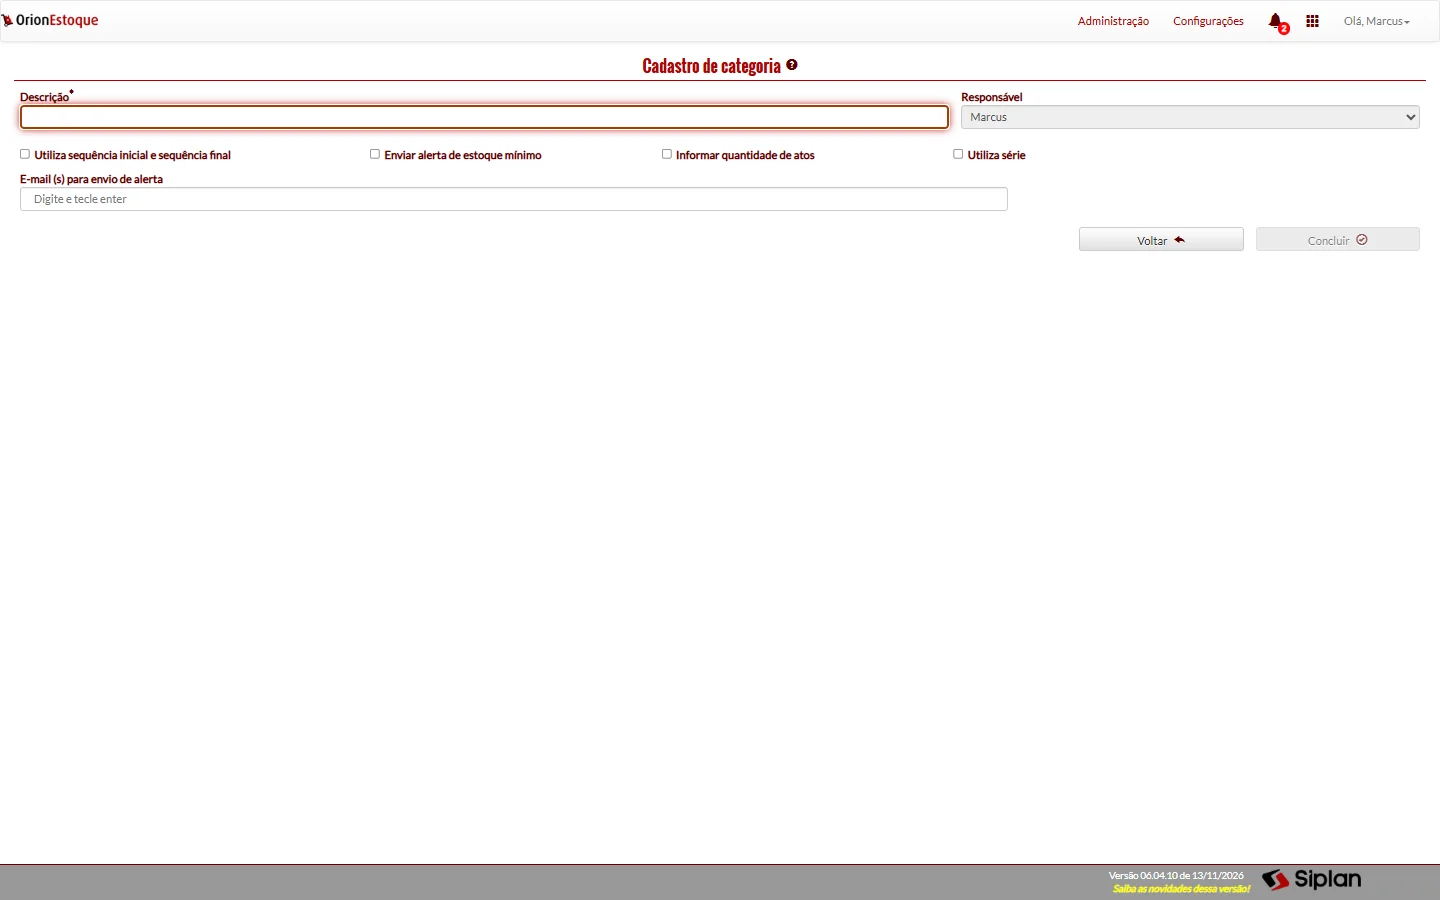 OrionEstoque
Administração
Configurações
2
Olá, Marcus
Cadastro de categoria ?
Descrição*
Responsável
Marcus
Utiliza sequência inicial e sequência final
Enviar alerta de estoque mínimo
Informar quantidade de atos
Utiliza série
E-mail (s) para envio de alerta
Digite e tecle enter
Voltar
Concluir
Versão 06.04.10 de 13/11/2026
Saiba as novidades dessa versão!
Siplan